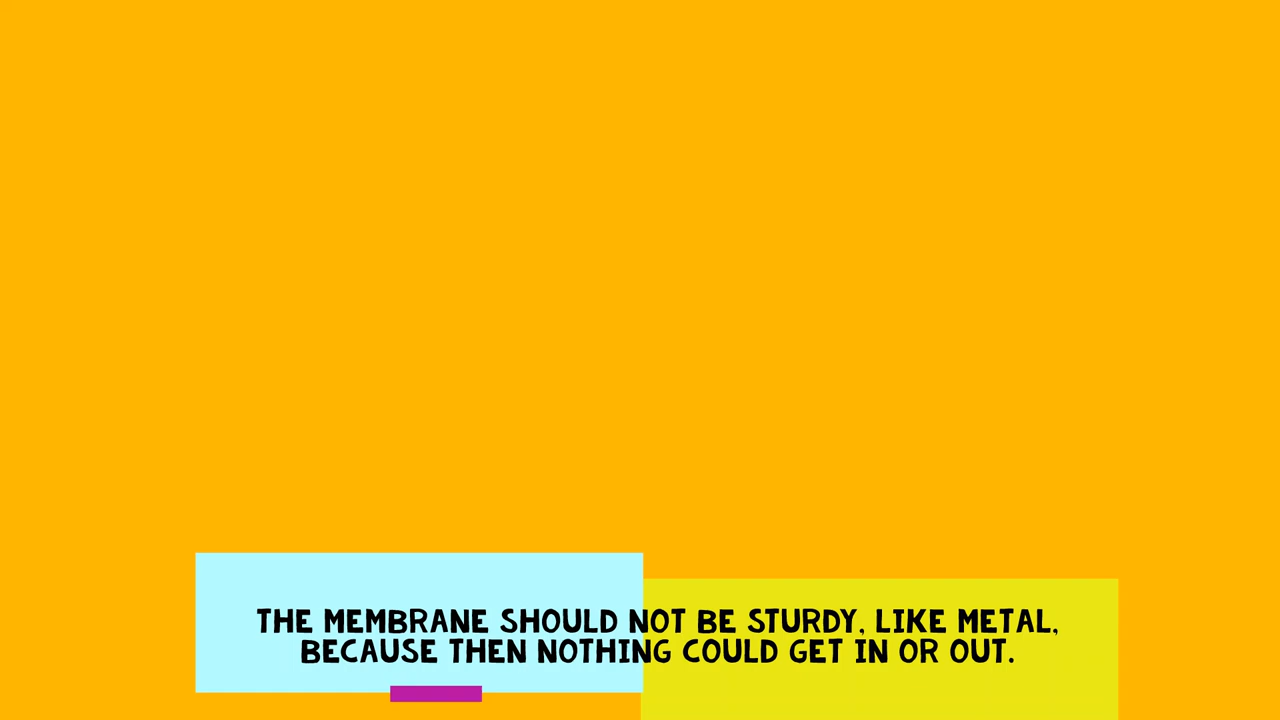 THE MEMBRANE SHOULD NOT BE STURDY, LIKE METAL,
BECAUSE THEN NOTHING COULD GET IN OR OUT.